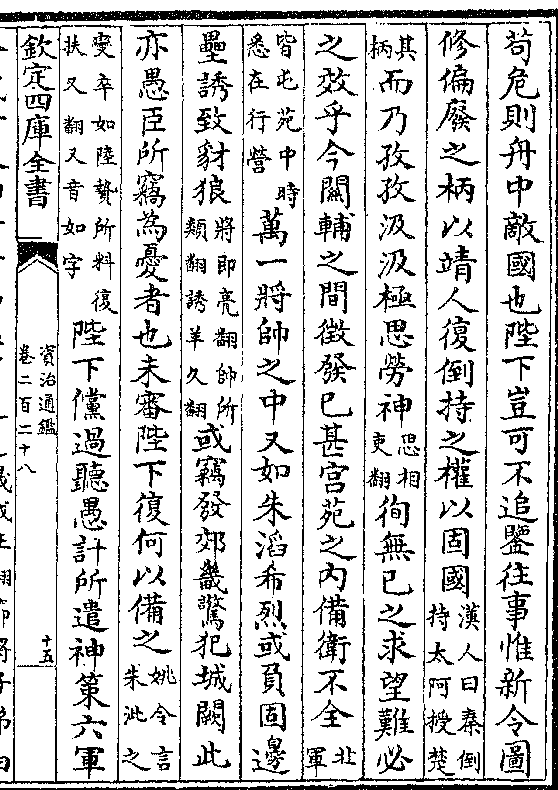 苟危則舟中敵國也陛下豈可不追鑒往事惟新令圖
修偏廢之柄以靖人復倒持之權以固國漢人曰秦倒持太阿授楚
其柄而乃孜孜汲汲極思勞神思相吏翻徇無已之求望難必
之效乎今關輔之間徵發已甚宮苑之内備衛不全北軍
皆屯苑中時悉在行營萬一將帥之中又如朱滔希烈或負固邊
壘誘致豺狼將即亮翻帥所類翻誘羊久翻或竊發郊畿驚犯城闕此
亦愚臣所竊為憂者也未審陛下復何以備之姚令言朱泚之
變卒如陸贄所料復扶又翻又音如字陛下儻過聽愚計所遣神策六軍
欽定四庫全書
資治通鑑
卷二百二十八
十五